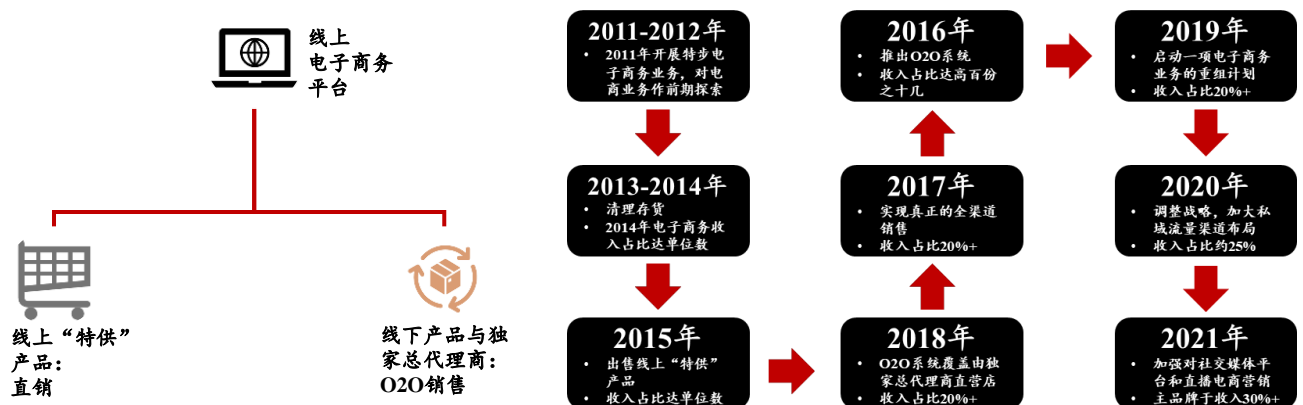 线上
电子商务
平台
线上“特供”
产品：
直销
线下产品与独
家总代理商：
O2O销售
2011-2012年
• 2011年开展特步电
子商务业务，对电
商业务作前期探索
2013-2014年
• 清理存货
• 2014年电子商务收
入占比达单位数
2015年
• 出售线上“特供”
产品
• 收入占比达单位数
2016年
• 推出O2O系统
• 收入占比达高百份
之十几
2017年
• 实现真正的全渠道
销售
• 收入占比20%+
2018年
• O2O系统覆盖由独
家总代理商直营店
• 收入占比20%+
2019年
• 启动一项电子商务
业务的重组计划
• 收入占比20%+
2020年
• 调整战略，加大私
域流量渠道布局
• 收入占比约25%
2021年
• 加强对社交媒体平
台和直播电商营销
• 主品牌于收入30%+